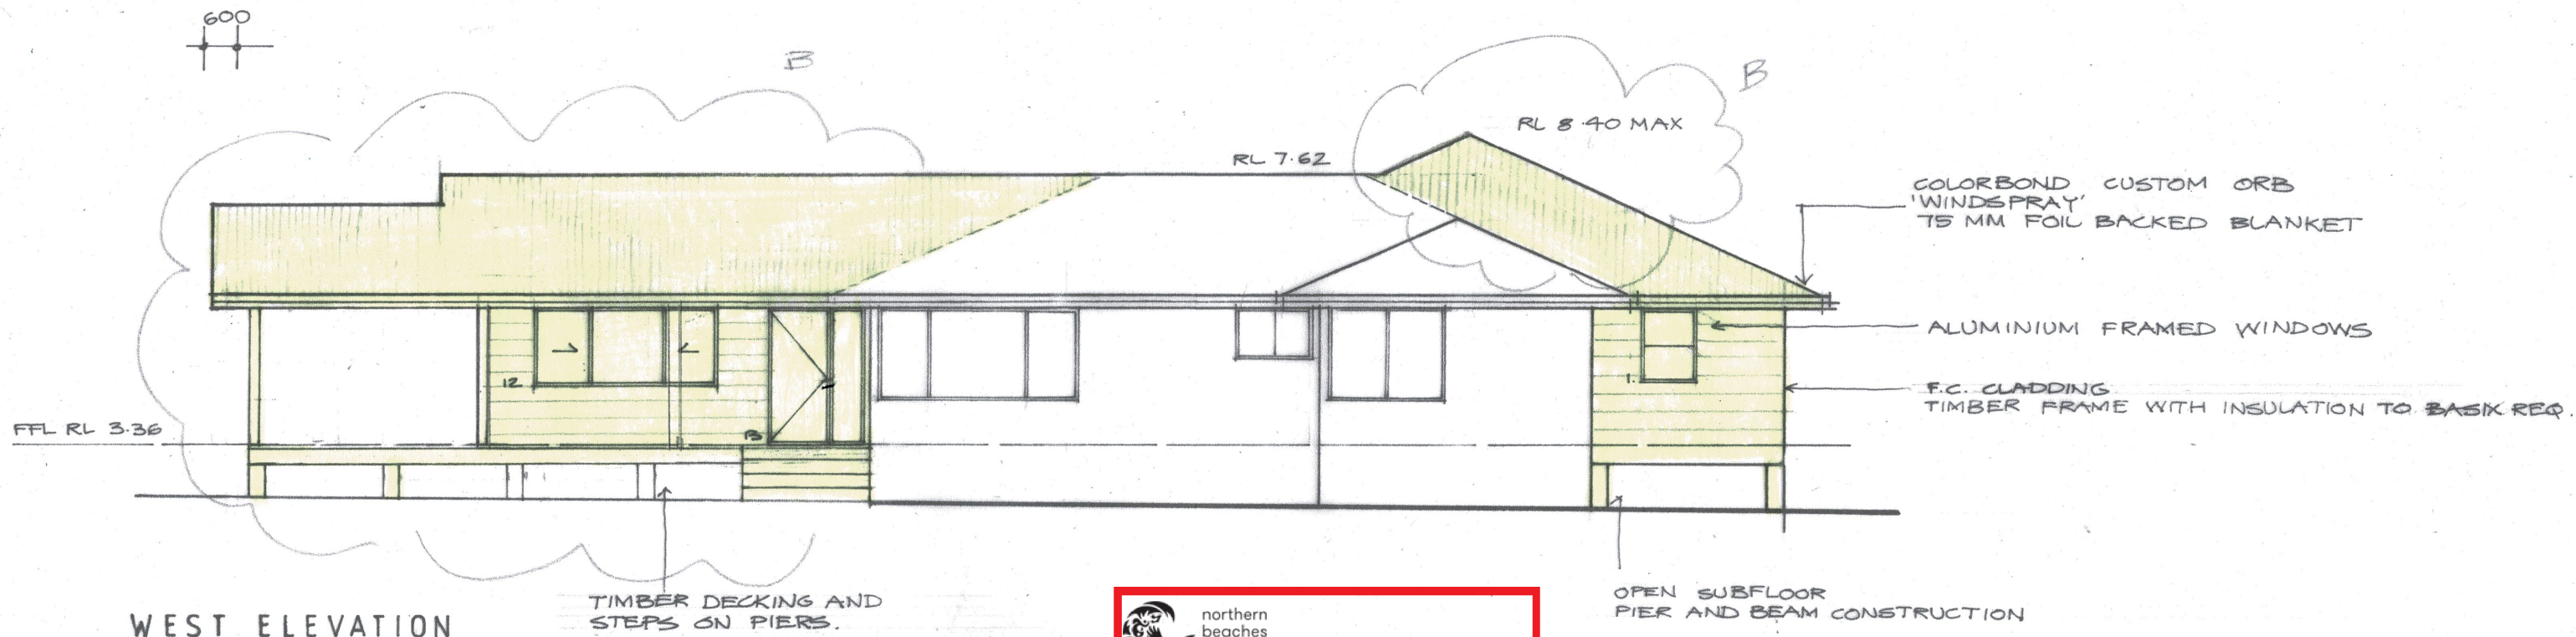 600
B
B
RL 8.40 MAX
RL 7.62
COLORBOND CUSTOM ORB
'WINDSPRAY'
75 MM FOIL BACKED BLANKET
ALUMINIUM FRAMED WINDOWS
12
1.
F.C. CLADDING
TIMBER FRAME WITH INSULATION TO BASIX REQ.
FFL RL 3.36
13
TIMBER DECKING AND
STEPS ON PIERS.
OPEN SUBFLOOR
PIER AND BEAM CONSTRUCTION
WEST ELEVATION
northern
beaches